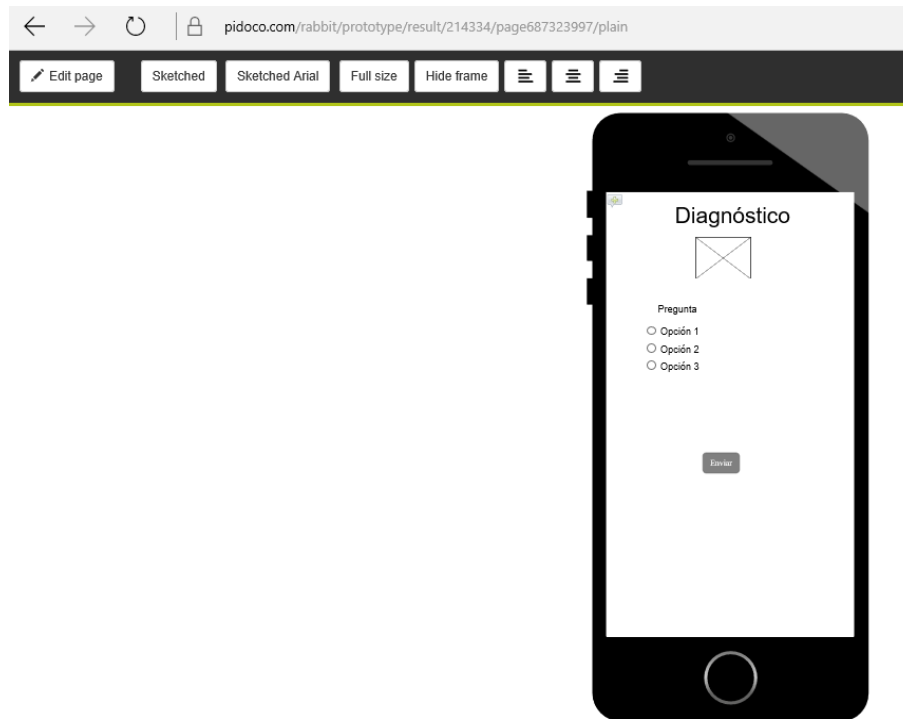 pidoco.com/rabbit/prototype/result/214334/page687323997/plain
Edit page Sketched Sketched Arial Full size Hide frame
Diagnóstico
Pregunta
Opción 1
Opción 2
Opción 3
Enviar